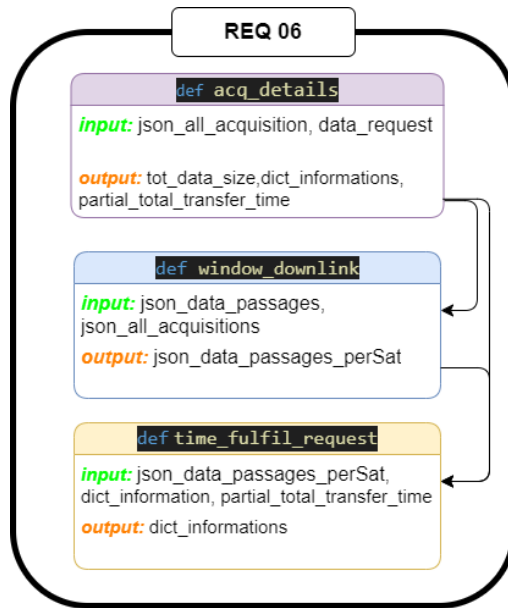 REQ 06
def acq_details
input: json_all_acquisition, data_request
output: tot_data_size,dict_informations,
partial_total_transfer_time
def window_downlink
input: json_data_passages,
json_all_acquisitions
output: json_data_passages_perSat
def time_fulfil_request
input: json_data_passages_perSat,
dict_information, partial_total_transfer_time
output: dict_informations